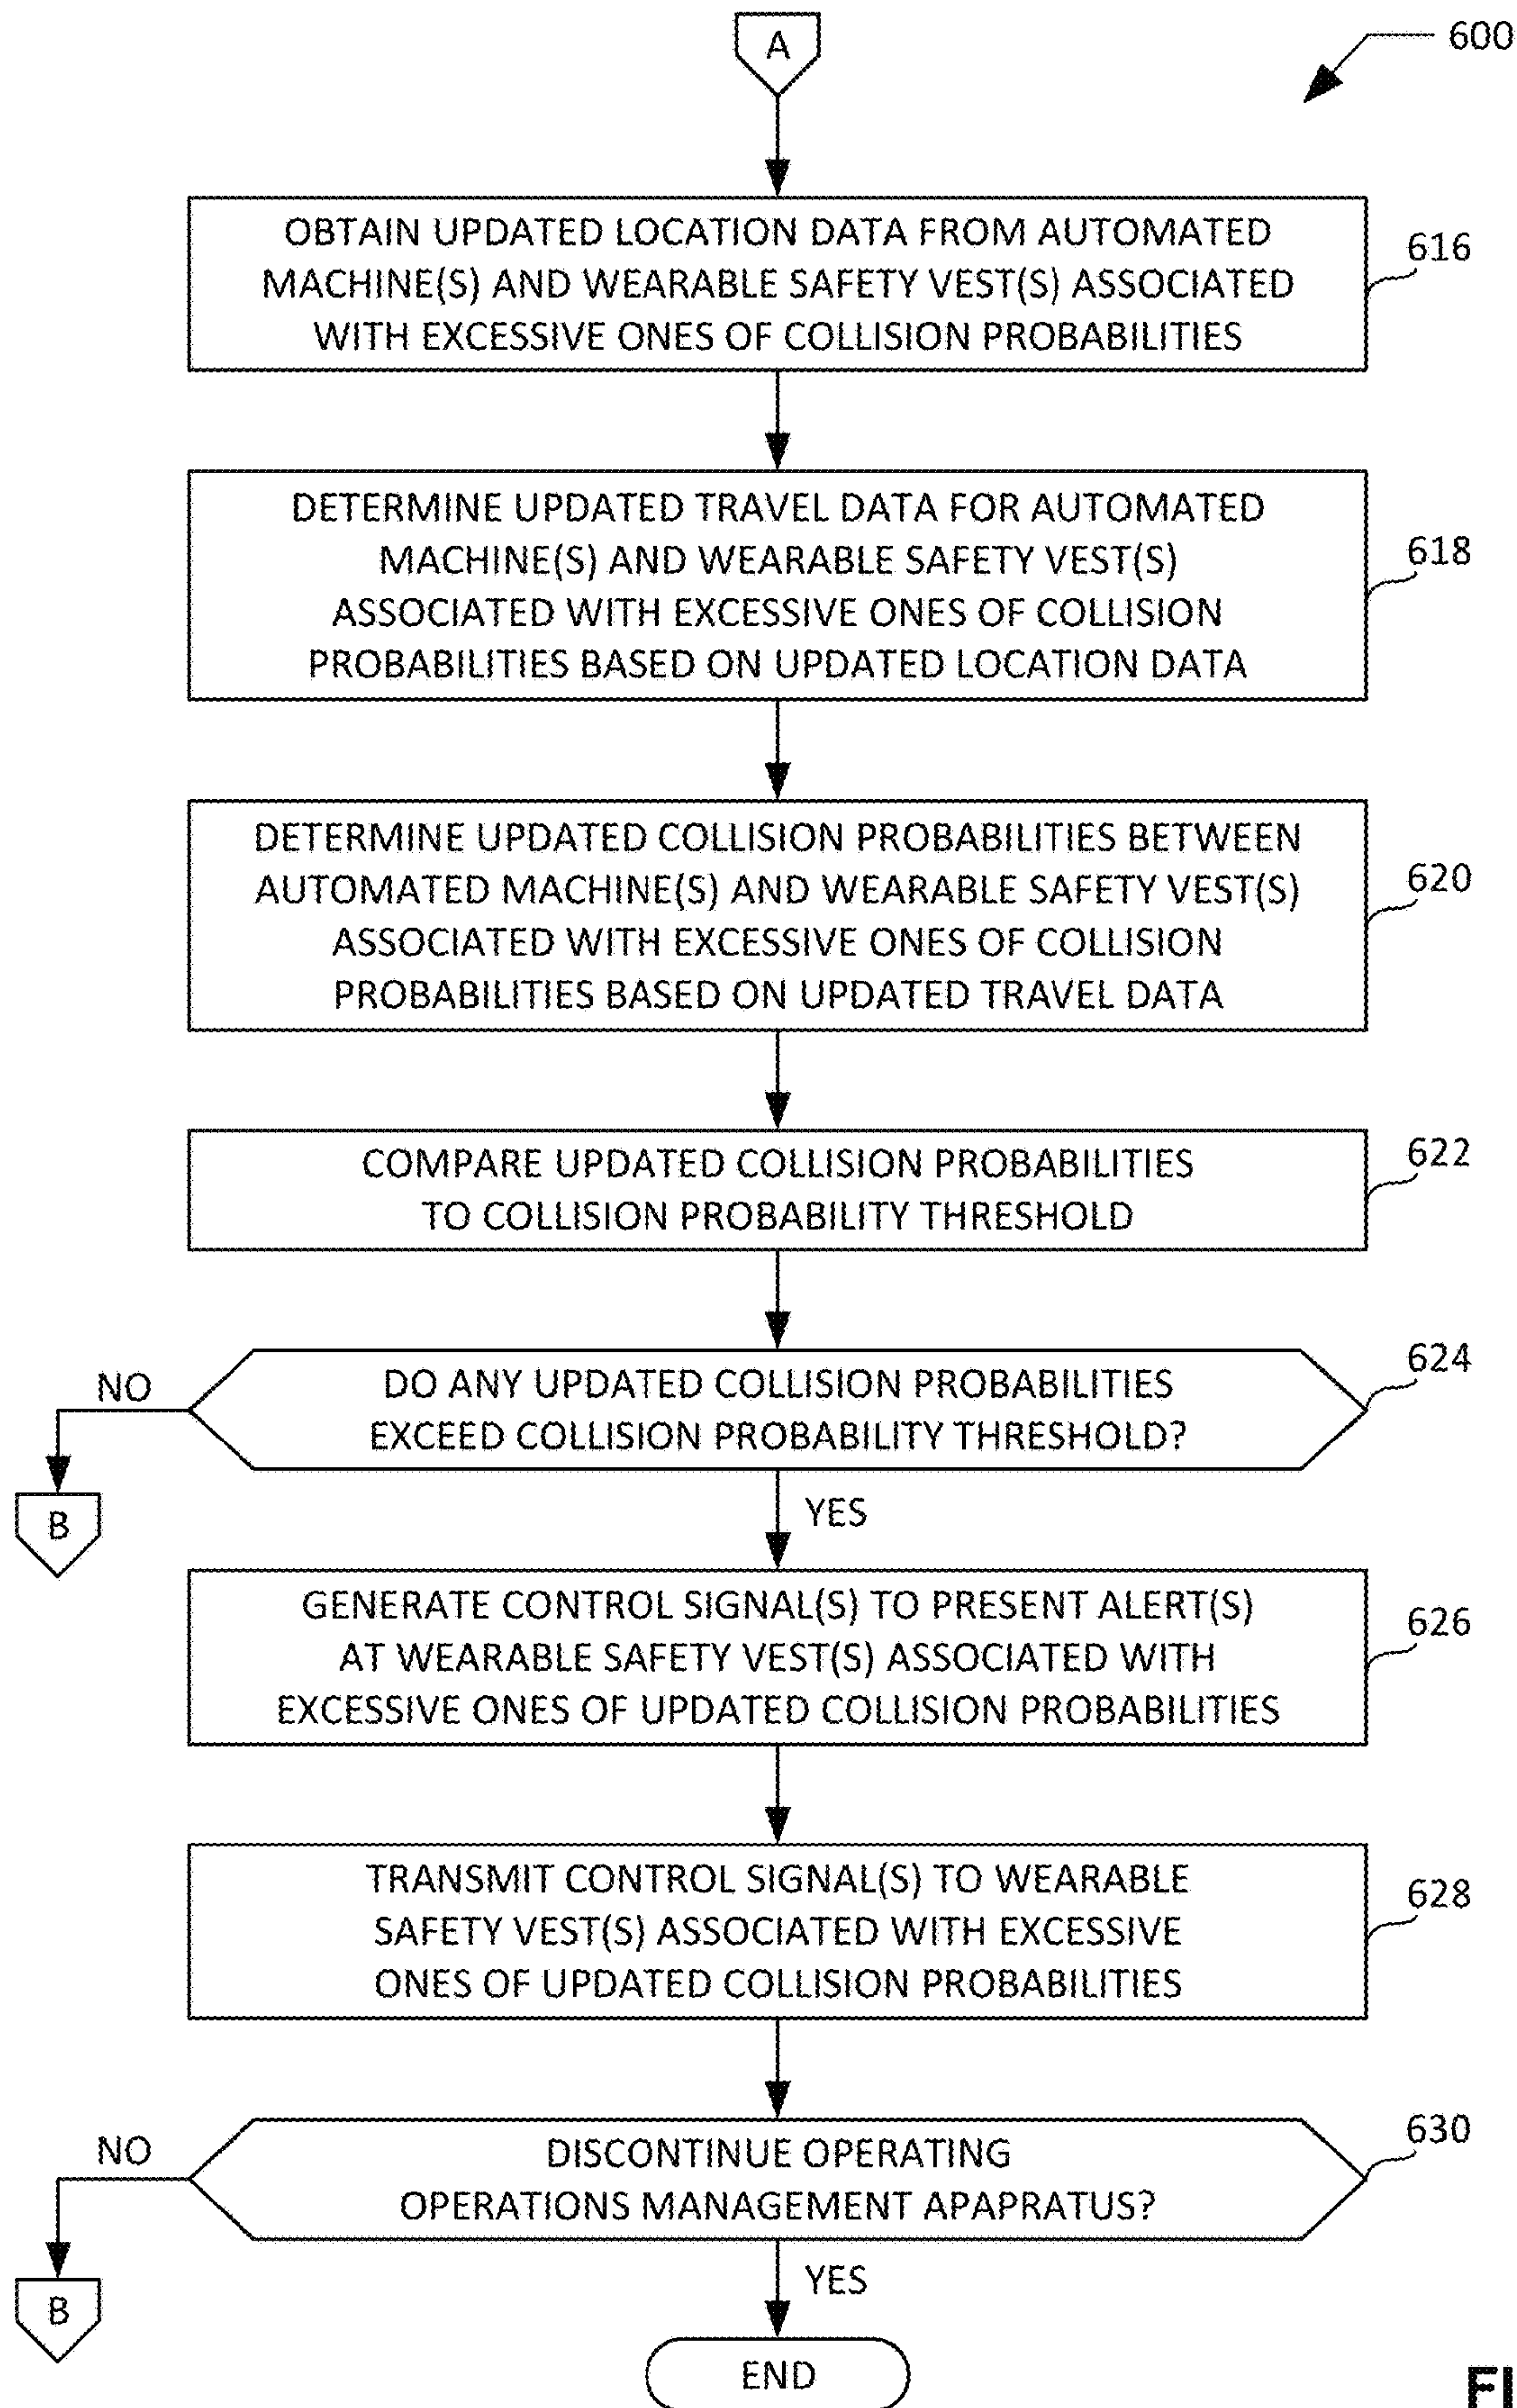 A
600
OBTAIN UPDATED LOCATION DATA FROM AUTOMATED
MACHINE(S) AND WEARABLE SAFETY VEST(S) ASSOCIATED
WITH EXCESSIVE ONES OF COLLISION PROBABILITIES
616
DETERMINE UPDATED TRAVEL DATA FOR AUTOMATED
MACHINE(S) AND WEARABLE SAFETY VEST(S)
ASSOCIATED WITH EXCESSIVE ONES OF COLLISION
PROBABILITIES BASED ON UPDATED LOCATION DATA
618
DETERMINE UPDATED COLLISION PROBABILITIES BETWEEN
AUTOMATED MACHINE(S) AND WEARABLE SAFETY VEST(S)
ASSOCIATED WITH EXCESSIVE ONES OF COLLISION
PROBABILITIES BASED ON UPDATED TRAVEL DATA
620
COMPARE UPDATED COLLISION PROBABILITIES
TO COLLISION PROBABILITY THRESHOLD
622
DO ANY UPDATED COLLISION PROBABILITIES
EXCEED COLLISION PROBABILITY THRESHOLD?
624
NO
B
YES
GENERATE CONTROL SIGNAL(S) TO PRESENT ALERT(S)
AT WEARABLE SAFETY VEST(S) ASSOCIATED WITH
EXCESSIVE ONES OF UPDATED COLLISION PROBABILITIES
626
TRANSMIT CONTROL SIGNAL(S) TO WEARABLE
SAFETY VEST(S) ASSOCIATED WITH EXCESSIVE
ONES OF UPDATED COLLISION PROBABILITIES
628
DISCONTINUE OPERATING
OPERATIONS MANAGEMENT APAPRATUS?
630
NO
B
YES
END